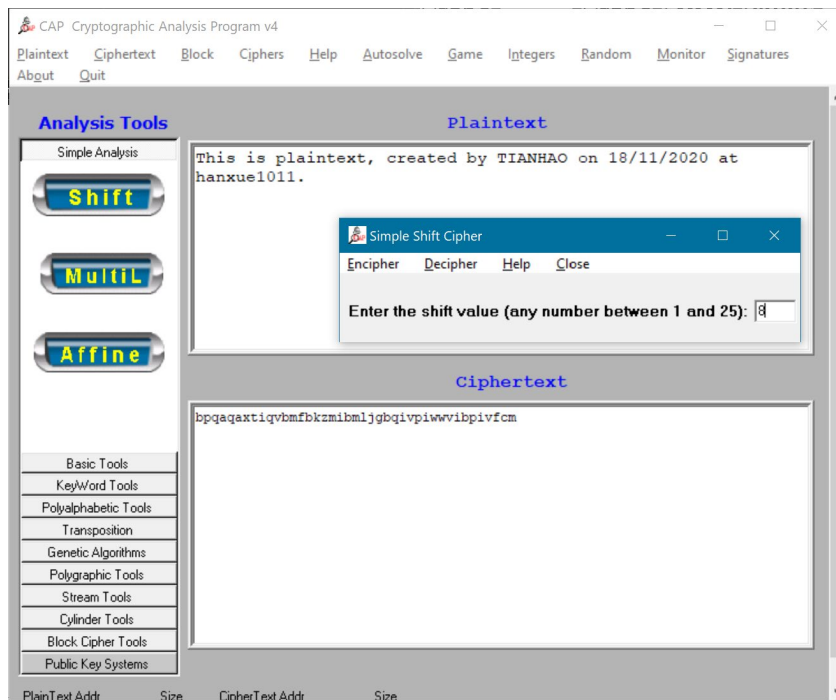 CAP Cryptographic Analysis Program v4
Plaintext Ciphertext Block Ciphers Help Autosolve Game Integers Random Monitor Signatures
About Quit
Analysis Tools
Plaintext
Simple Analysis
This is plaintext, created by TIANHAO on 18/11/2020 at
hanxue1011.
Shift
MultiL
Affine
Simple Shift Cipher
Encipher Decipher Help Close
Enter the shift value (any number between 1 and 25): 8
Ciphertext
bpqaqaxtiqvbmfbkzmibmljgbqivpiwwvibpivfcm
Basic Tools
KeyWord Tools
Polyalphabetic Tools
Transposition
Genetic Algorithms
Polygraphic Tools
Stream Tools
Cylinder Tools
Block Cipher Tools
Public Key Systems
PlainText Addr Size CipherText Addr Size